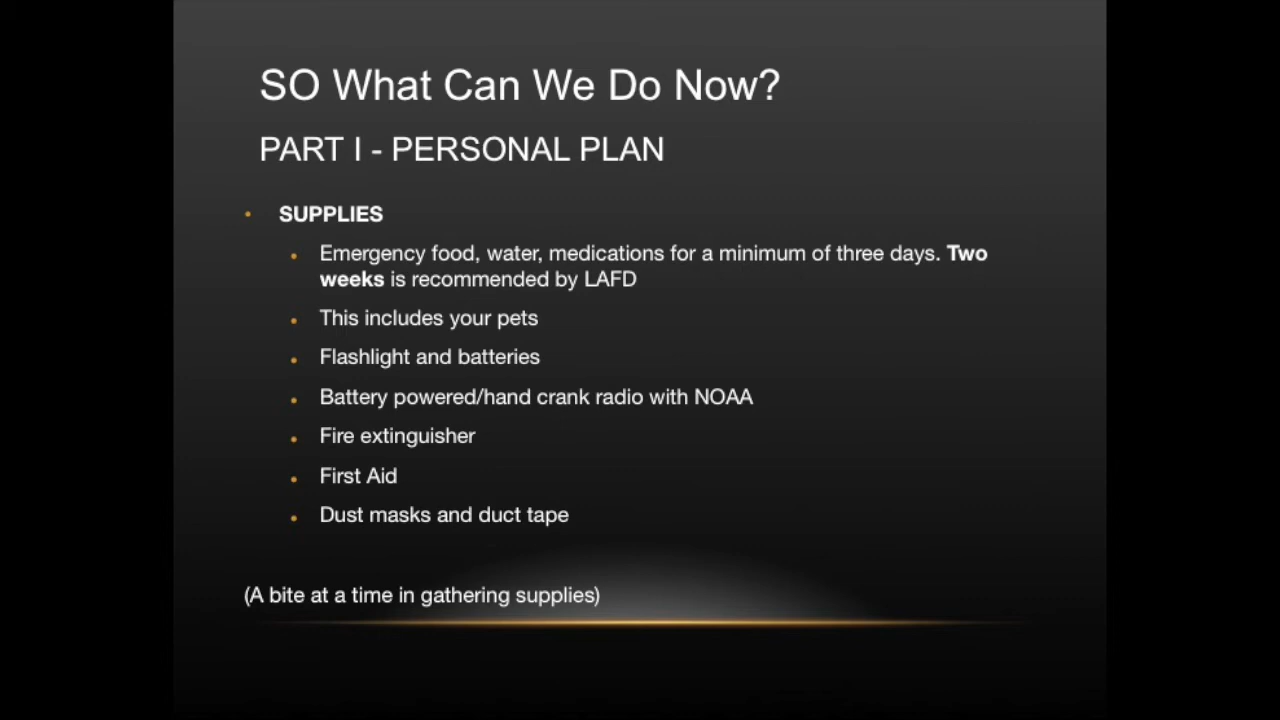 SO What Can We Do Now?
PART I - PERSONAL PLAN
• SUPPLIES
• Emergency food, water, medications for a minimum of three days. Two
weeks is recommended by LAFD
• This includes your pets
• Flashlight and batteries
• Battery powered/hand crank radio with NOAA
• Fire extinguisher
• First Aid
• Dust masks and duct tape
(A bite at a time in gathering supplies)